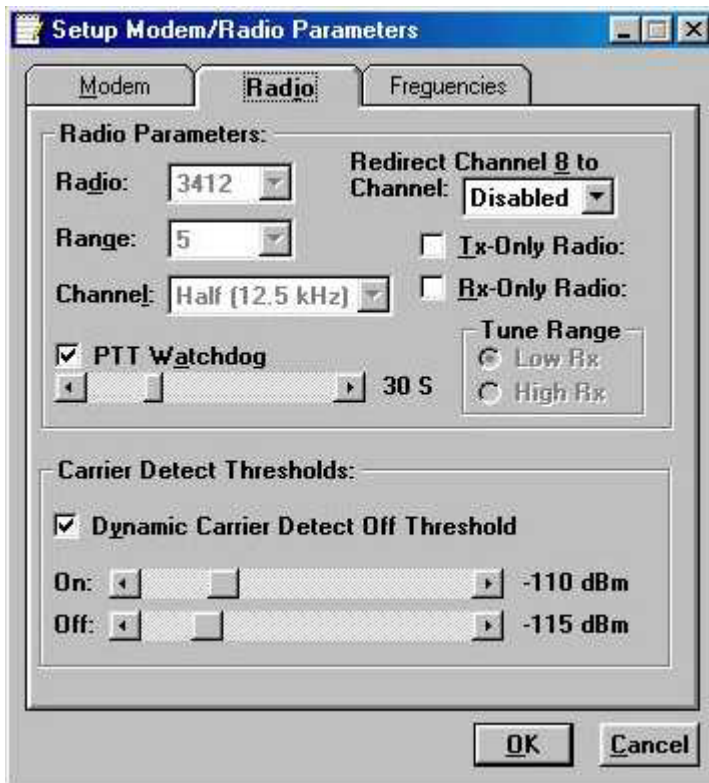 Setup Modem/Radio Parameters
Modem
Radio
Freguencies
Radio Parameters:
Radio:
3412
Redirect Channel 8 to
Channel:
Disabled
Range:
5
Tx-Only Radio:
Channel:
Half (12.5 kHz)
Rx-Only Radio:
PTT Watchdog
30 S
Tune Range
Low Rx
High Rx
Carrier Detect Thresholds:
Dynamic Carrier Detect Off Threshold
On:
-110 dBm
Off:
-115 dBm
OK
Cancel